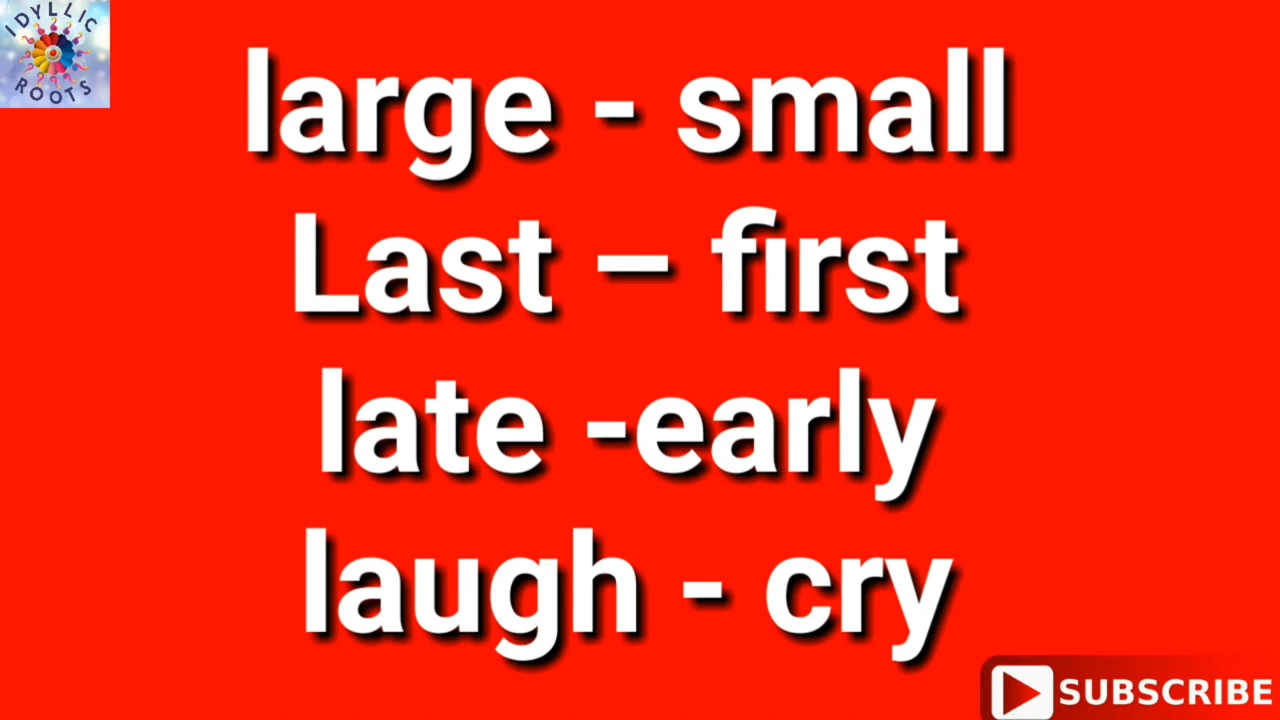 IDYLLIC
ROOTS
large - small
Last – first
late -early
laugh - cry
SUBSCRIBE